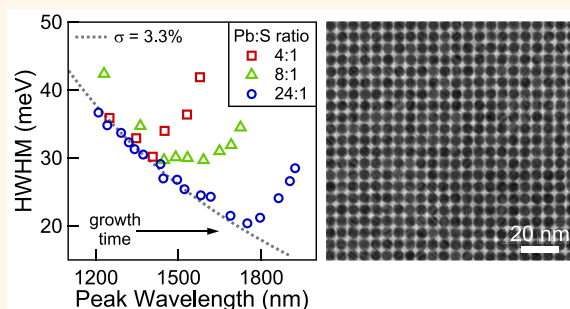 σ = 3.3%
Pb:S ratio
4:1
8:1
24:1
50
40
30
20
HWHM (meV)
growth
time
1200 1500 1800
Peak Wavelength (nm)
20 nm